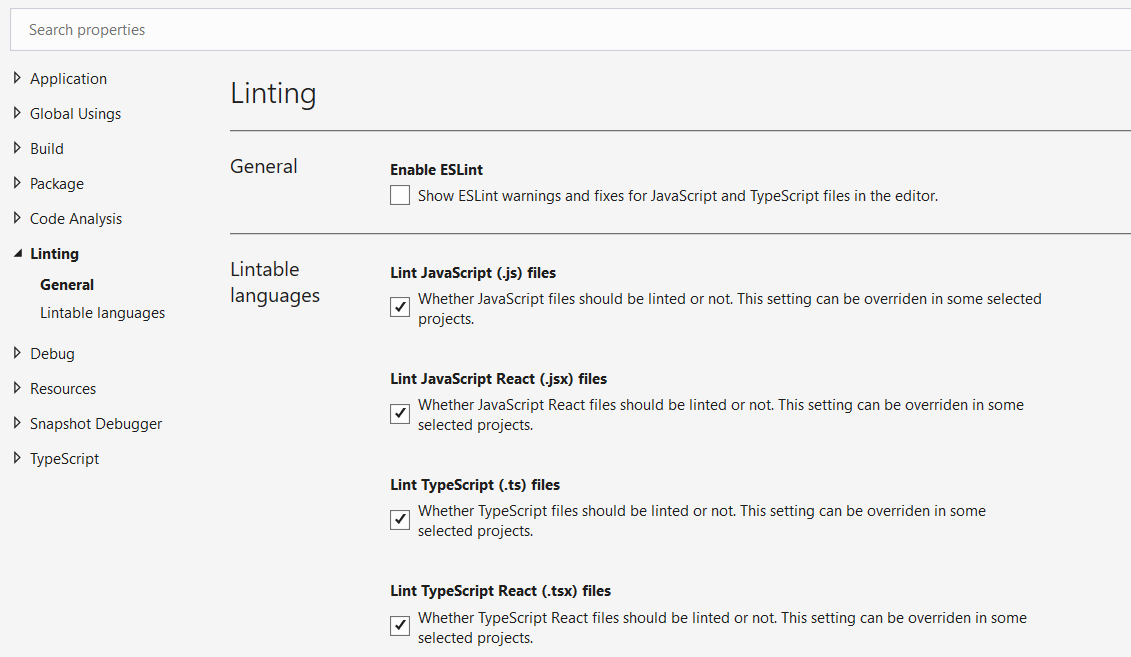 Search properties
Application
Global Usings
Build
Package
Code Analysis
Linting
General
Lintable languages
Debug
Resources
Snapshot Debugger
TypeScript
Linting
General
Enable ESLint
Show ESLint warnings and fixes for JavaScript and TypeScript files in the editor.
Lintable
languages
Lint JavaScript (.js) files
Whether JavaScript files should be linted or not. This setting can be overriden in some selected
projects.
Lint JavaScript React (.jsx) files
Whether JavaScript React files should be linted or not. This setting can be overriden in some
selected projects.
Lint TypeScript (.ts) files
Whether TypeScript files should be linted or not. This setting can be overriden in some
selected projects.
Lint TypeScript React (.tsx) files
Whether TypeScript React files should be linted or not. This setting can be overriden in some
selected projects.